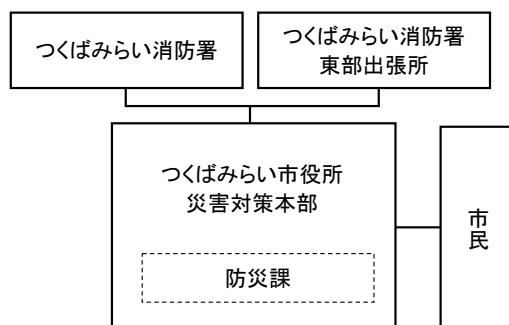 つくばみらい消防署
つくばみらい消防署
東部出張所
つくばみらい市役所
災害対策本部
防災課
市民